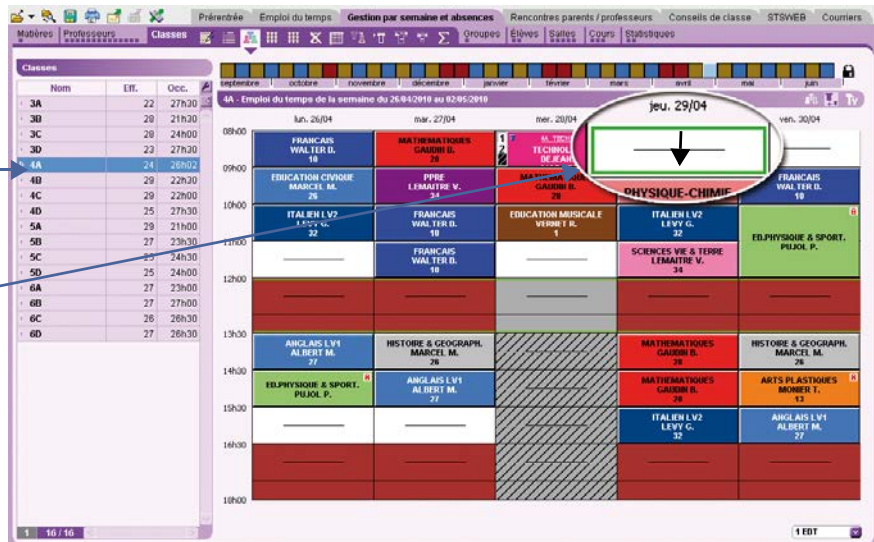 Prérentrée Emploi du temps Gestion par semaine et absences Rencontres parents / professeurs Conseils de classe STSWEB Courriers
Matières Professeurs Classes Groupes Élèves Salles Cours Statistiques
Classes
Nom Eff. Occ.
3A 22 27h30
3B 28 21h30
3C 28 24h00
3D 23 27h30
4A 24 26h02
4B 29 22h30
4C 29 22h00
4D 25 27h30
5A 29 21h00
5B 27 23h30
5C 24h30
5D 25 24h00
6A 27 23h00
6B 27 27h00
6C 26 26h30
6D 27 26h30
1 16 / 16
septembre octobre novembre décembre janvier février mars avril mai juin
4A - Emploi du temps de la semaine du 26/04/2010 au 02/05/2010
lun. 26/04 mar. 27/04 mer. 28/04 jeu. 29/04 ven. 30/04
08h00
FRANCAIS
WALTER D.
10
MATHEMATIQUES
GAUDIN B.
20
1
2
4A TECH
TECHNOL
DEJEAN
09h00
EDUCATION CIVIQUE
MARCEL M.
26
PPRE
LEMAITRE V.
34
GAUDIN B.
20
PHYSIQUE-CHIMIE
FRANCAIS
WALTER D.
10
10h00
ITALIEN LV2
LEVY G.
32
FRANCAIS
WALTER D.
10
EDUCATION MUSICALE
VERNET R.
1
ITALIEN LV2
LEVY G.
32
ED.PHYSIQUE & SPORT.
PUJOL P.
11h00
FRANCAIS
WALTER D.
10
SCIENCES VIE & TERRE
LEMAITRE V.
34
12h00
13h30
ANGLAIS LV1
ALBERT M.
27
HISTOIRE & GEOGRAPH.
MARCEL M.
26
MATHEMATIQUES
GAUDIN B.
20
HISTOIRE & GEOGRAPH.
MARCEL M.
26
14h30
ED.PHYSIQUE & SPORT.
PUJOL P.
ANGLAIS LV1
ALBERT M.
27
MATHEMATIQUES
GAUDIN B.
20
ARTS PLASTIQUES
MONIER T.
13
15h30
ITALIEN LV2
LEVY G.
32
ANGLAIS LV1
ALBERT M.
27
16h30
18h00
1 EDT